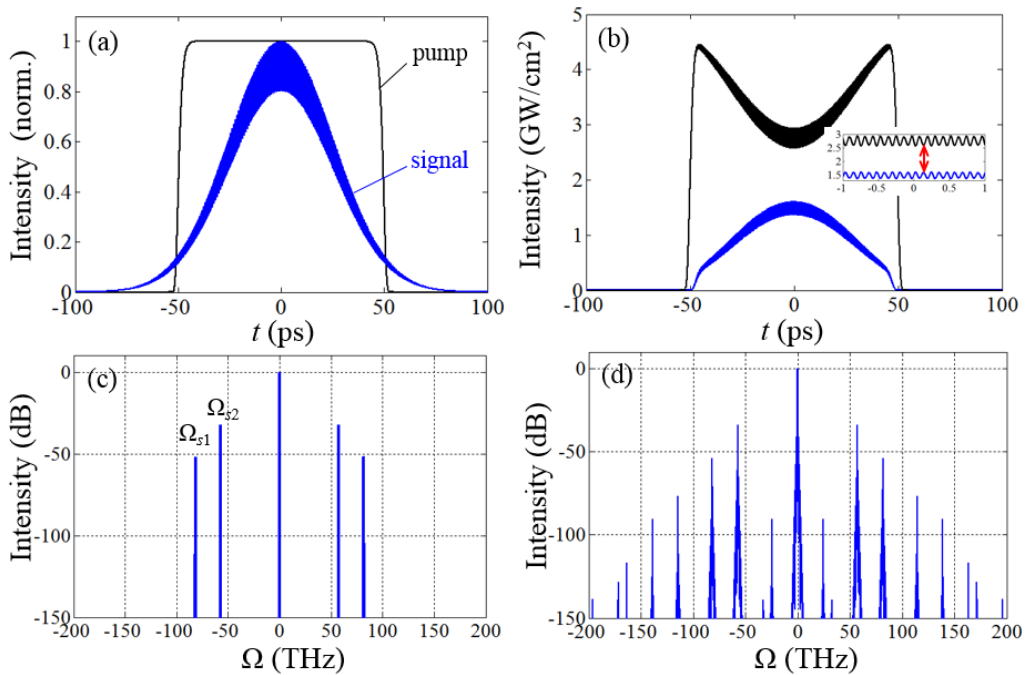 (a)
pump
signal
Intensity (norm.)
1
0.8
0.6
0.4
0.2
0
-100 -50 0 50 100
t (ps)
(b)
Intensity (GW/cm²)
5
4
3
2
1
0
3
2.5
2
1.5
-1 -0.5 0 0.5 1
-100 -50 0 50 100
t (ps)
(c)
Ωs1
Ωs2
Intensity (dB)
0
-50
-100
-150
-200 -150 -100 -50 0 50 100 150 200
Ω (THz)
(d)
Intensity (dB)
0
-50
-100
-150
-200 -150 -100 -50 0 50 100 150 200
Ω (THz)